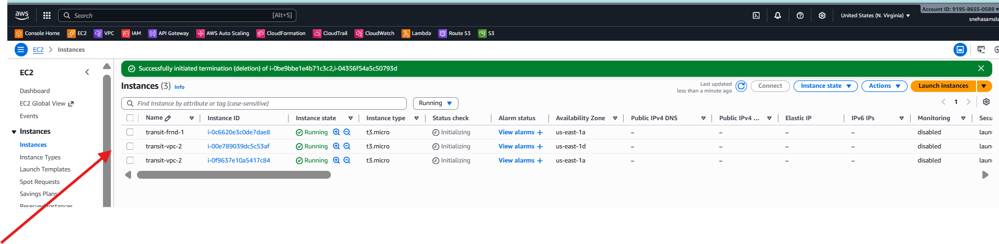 Account ID: 9195-8655-0589
aws
Search [Alt+S]
United States (N. Virginia)
snehasamala
Console Home EC2 VPC IAM API Gateway AWS Auto Scaling CloudFormation CloudTrail CloudWatch Lambda Route 53 S3
EC2 > Instances
EC2
Dashboard
EC2 Global View
Events
Instances
Instances
Instance Types
Launch Templates
Spot Requests
Savings Plans
Reserved Instances
Successfully initiated termination (deletion) of i-0be9bbe1e4b71c3c2,i-04356f54a5c50793d
Instances (3) Info
Last updated
less than a minute ago
Connect Instance state Actions Launch instances
Find Instance by attribute or tag (case-sensitive) Running
1
Name Instance ID Instance state Instance type Status check Alarm status Availability Zone Public IPv4 DNS Public IPv4 ... Elastic IP IPv6 IPs Monitoring Secu
transit-frnd-1 i-0c6620e3c0de7dae8 Running t3.micro Initializing View alarms + us-east-1a – – – – disabled laun
transit-vpc-2 i-00e789039dc5c53af Running t3.micro Initializing View alarms + us-east-1d – – – – disabled laun
transit-vpc-2 i-0f9637e10a5417c84 Running t3.micro Initializing View alarms + us-east-1a – – – – disabled laun